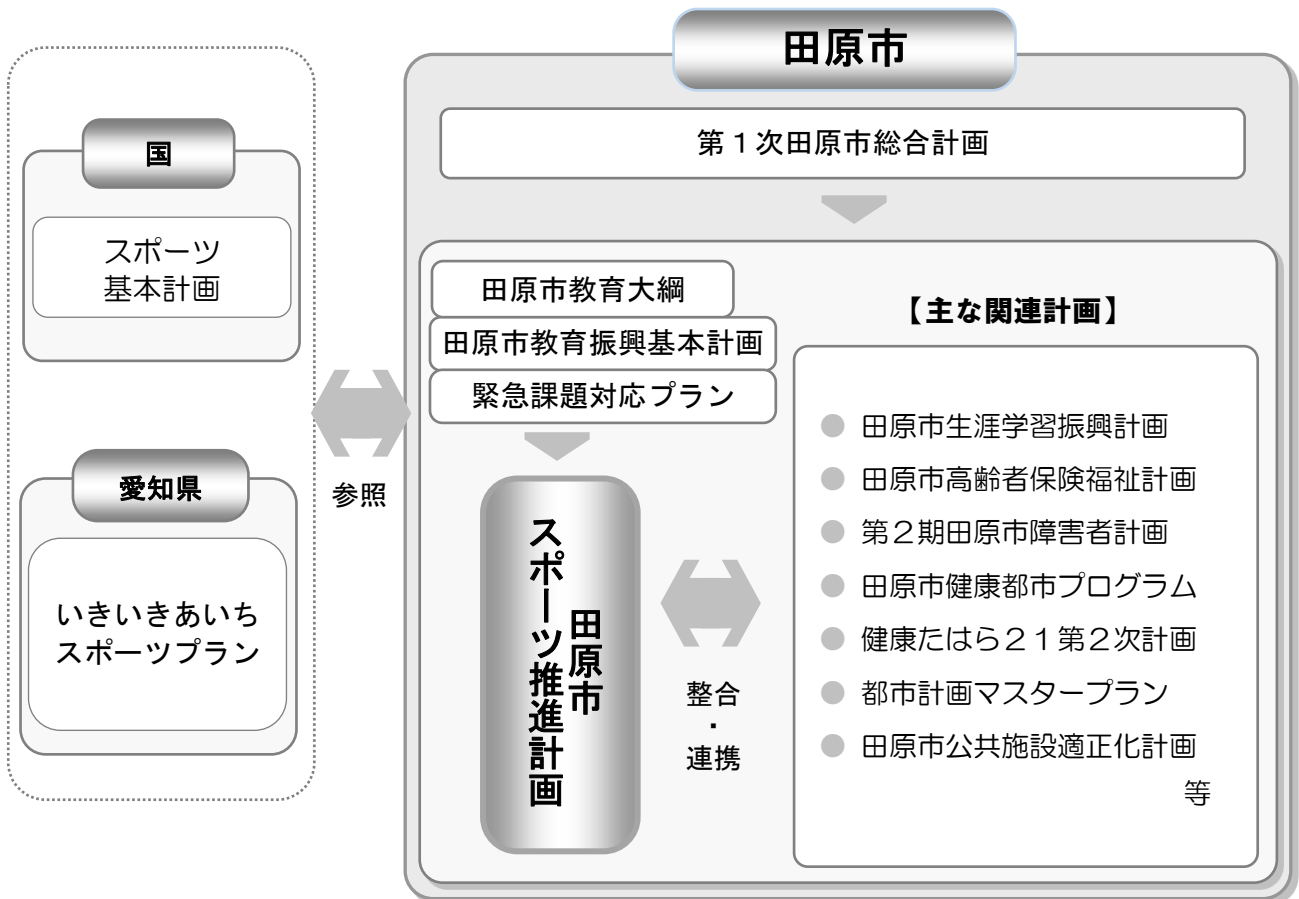 田原市
第1次田原市総合計画
国
スポーツ
基本計画
愛知県
いきいきあいち
スポーツプラン
参照
田原市教育大綱
田原市教育振興基本計画
緊急課題対応プラン
田原市
スポーツ推進計画
整合
・
連携
【主な関連計画】
● 田原市生涯学習振興計画
● 田原市高齢者保険福祉計画
● 第２期田原市障害者計画
● 田原市健康都市プログラム
● 健康たはら２１第２次計画
● 都市計画マスタープラン
● 田原市公共施設適正化計画
等